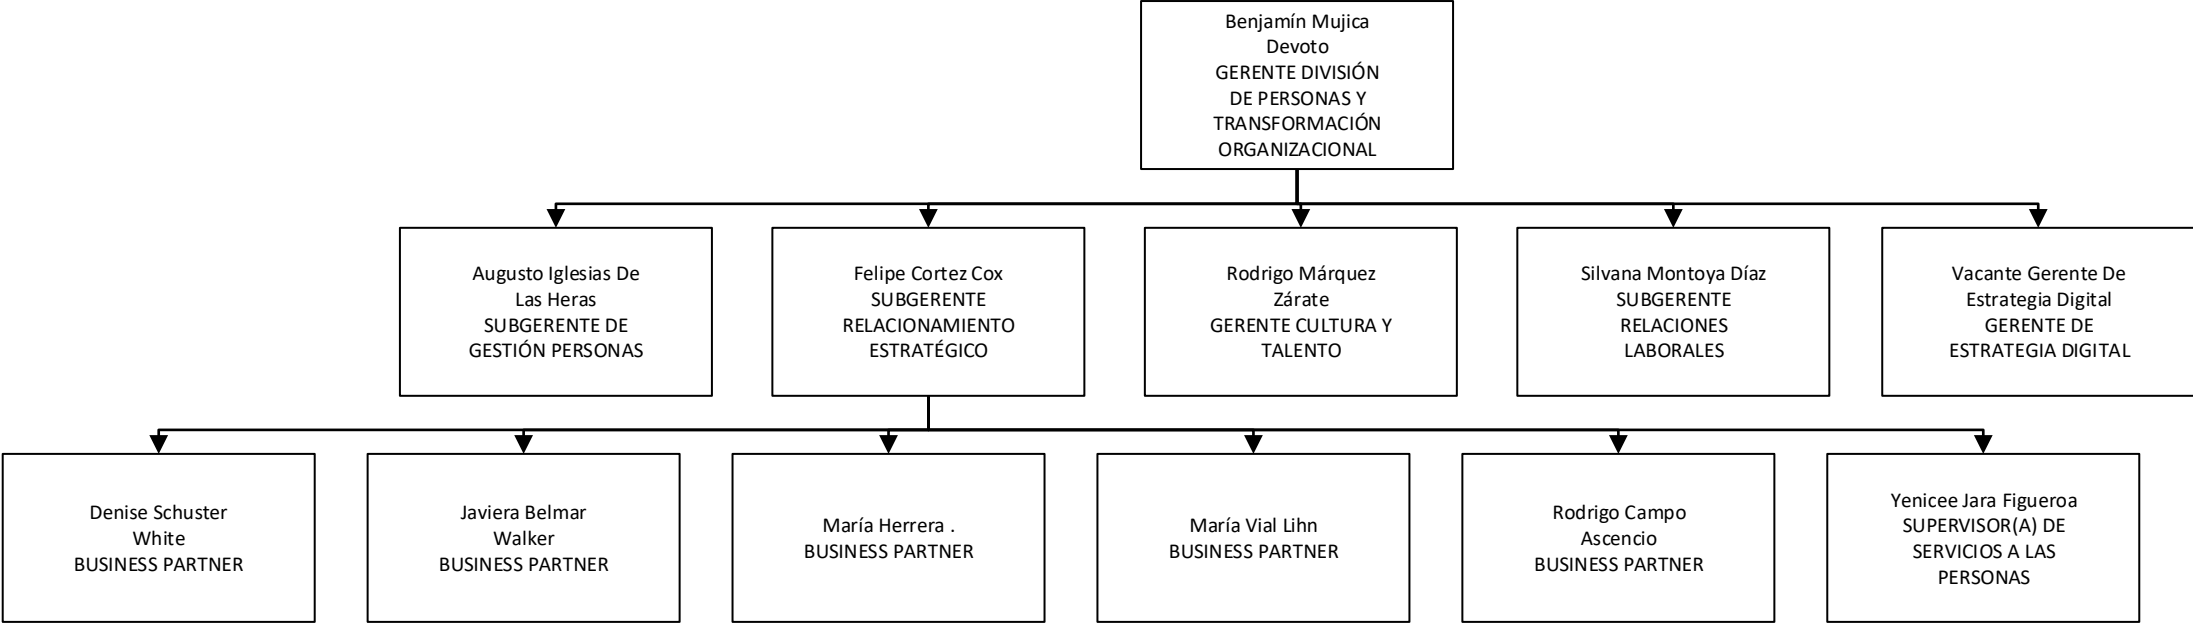 Benjamín Mujica
Devoto
GERENTE DIVISIÓN
DE PERSONAS Y
TRANSFORMACIÓN
ORGANIZACIONAL
Augusto Iglesias De
Las Heras
SUBGERENTE DE
GESTIÓN PERSONAS
Felipe Cortez Cox
SUBGERENTE
RELACIONAMIENTO
ESTRATÉGICO
Rodrigo Márquez
Zárate
GERENTE CULTURA Y
TALENTO
Silvana Montoya Díaz
SUBGERENTE
RELACIONES
LABORALES
Vacante Gerente De
Estrategia Digital
GERENTE DE
ESTRATEGIA DIGITAL
Denise Schuster
White
BUSINESS PARTNER
Javiera Belmar
Walker
BUSINESS PARTNER
María Herrera .
BUSINESS PARTNER
María Vial Lihn
BUSINESS PARTNER
Rodrigo Campo
Ascencio
BUSINESS PARTNER
Yenicee Jara Figueroa
SUPERVISOR(A) DE
SERVICIOS A LAS
PERSONAS